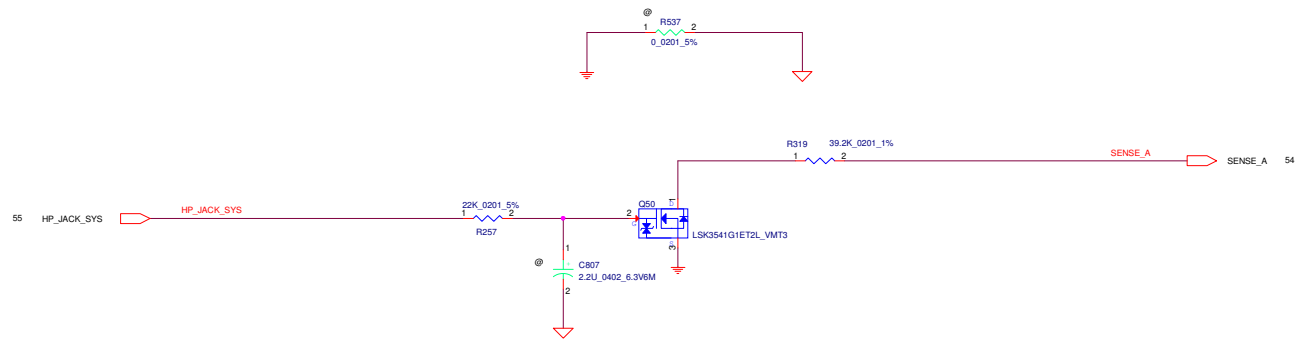 @
R537
1 2
0_0201_5%
R319 39.2K_0201_1%
1 2
SENSE_A
SENSE_A 54
55 HP_JACK_SYS
HP_JACK_SYS
22K_0201_5%
1 2
R257
Q50
1
2
3
LSK3541G1ET2L_VMT3
@
1
C807
+
2.2U_0402_6.3V6M
2